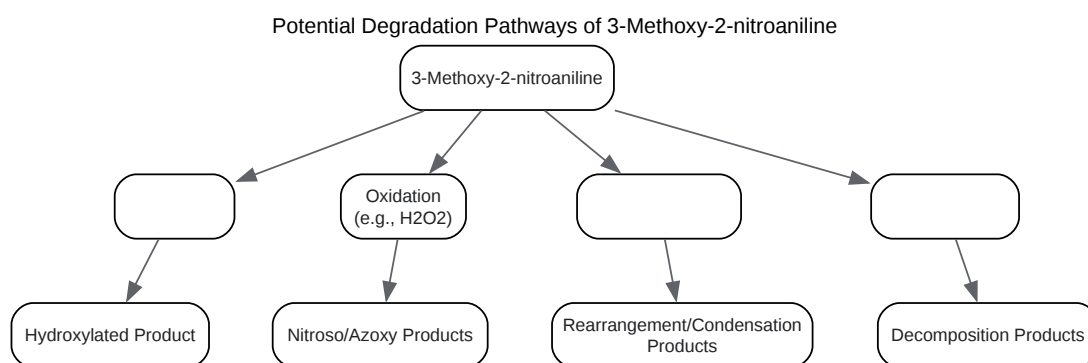 Potential Degradation Pathways of 3-Methoxy-2-nitroaniline
3-Methoxy-2-nitroaniline
Oxidation
(e.g., H2O2)
Hydroxylated Product
Nitroso/Azoxy Products
Rearrangement/Condensation
Products
Decomposition Products